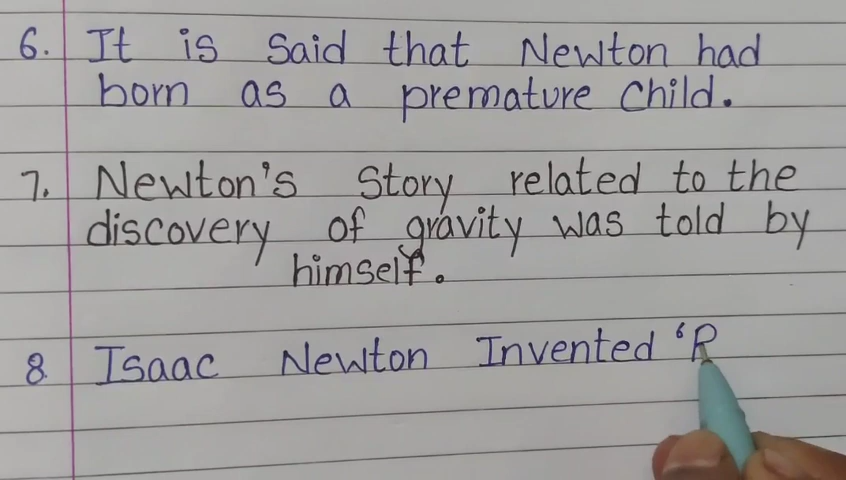 6. It is Said that Newton had
born as a premature Child.
7. Newton's Story related to the
discovery of gravity was told by
himself.
8. Isaac Newton Invented 'R